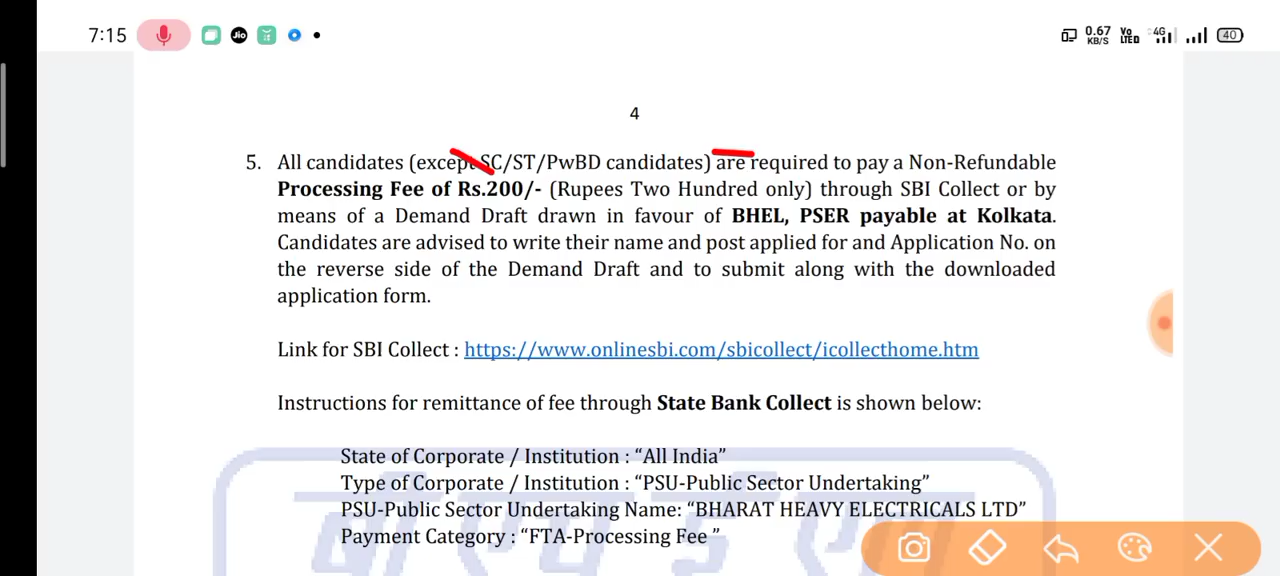 7:15 Jio 0.67 KB/S Vo LTE 4G 40
4
5. All candidates (except SC/ST/PwBD candidates) are required to pay a Non-Refundable
Processing Fee of Rs.200/- (Rupees Two Hundred only) through SBI Collect or by
means of a Demand Draft drawn in favour of BHEL, PSER payable at Kolkata.
Candidates are advised to write their name and post applied for and Application No. on
the reverse side of the Demand Draft and to submit along with the downloaded
application form.
Link for SBI Collect : https://www.onlinesbi.com/sbicollect/icollecthome.htm
Instructions for remittance of fee through State Bank Collect is shown below:
State of Corporate / Institution : “All India”
Type of Corporate / Institution : “PSU-Public Sector Undertaking”
PSU-Public Sector Undertaking Name: “BHARAT HEAVY ELECTRICALS LTD”
Payment Category : “FTA-Processing Fee ”